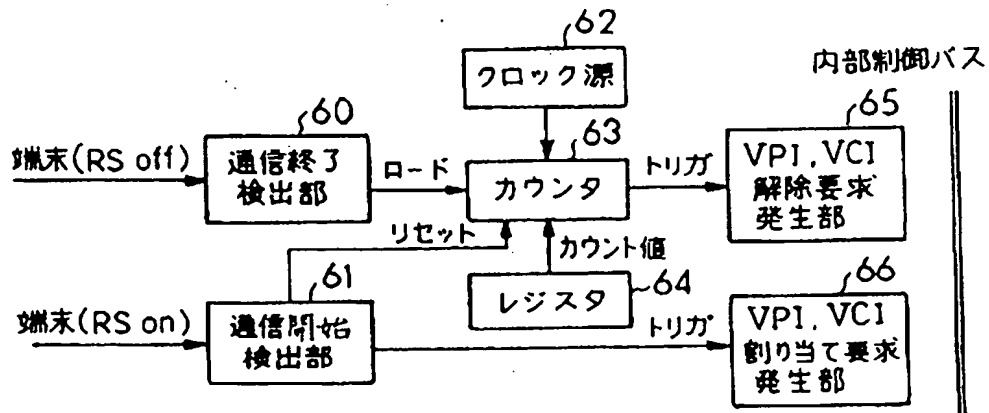 62
クロック源
内部制御バス
60
63
65
端末(RS off)
通信終了
検出部
ロード
カウンタ
トリガ
VPI, VCI
解除要求
発生部
リセット
カウント値
61
64
レジスタ
66
端末(RS on)
通信開始
検出部
トリガ
VPI, VCI
割り当て要求
発生部